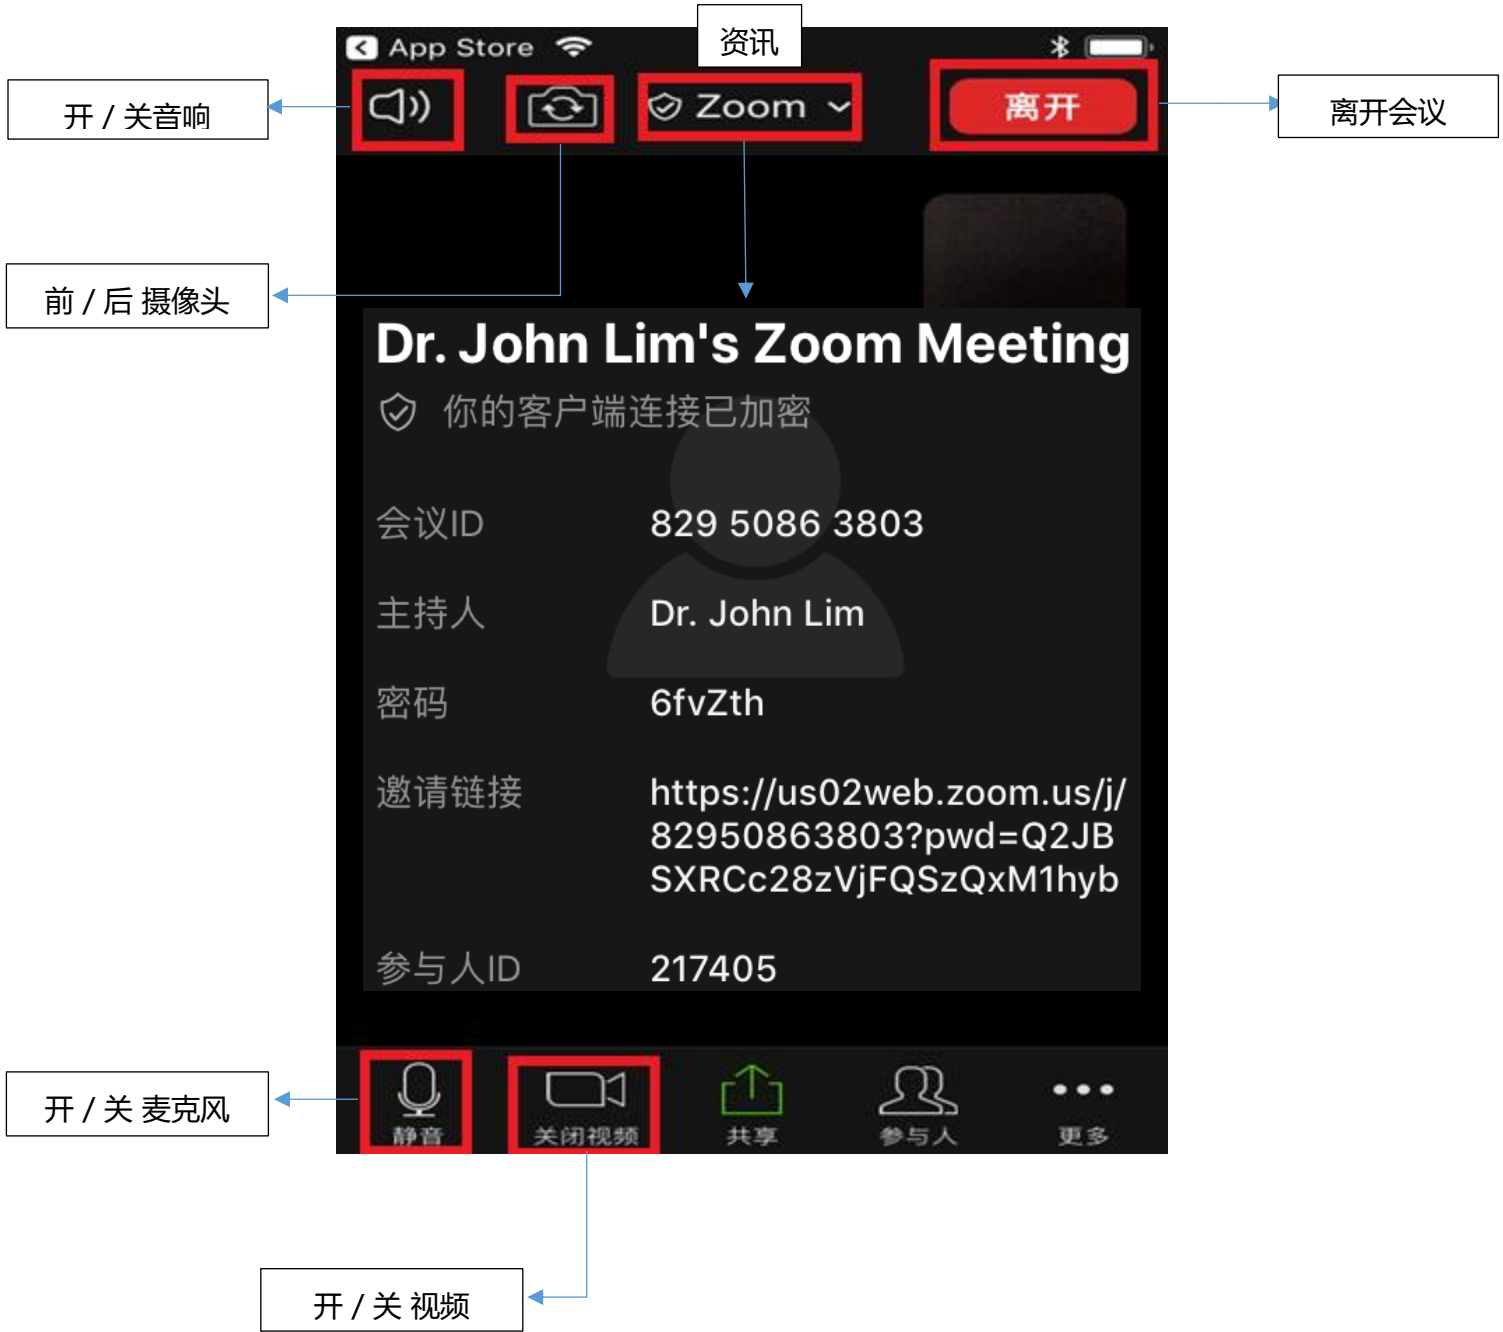 资讯
App Store
开 / 关音响
Zoom
离开
离开会议
前 / 后 摄像头
Dr. John Lim's Zoom Meeting
你的客户端连接已加密
会议ID 829 5086 3803
主持人 Dr. John Lim
密码 6fvZth
邀请链接 https://us02web.zoom.us/j/
82950863803?pwd=Q2JB
SXRCc28zVjFQSzQxM1hyb
参与人ID 217405
开 / 关 麦克风
静音 关闭视频 共享 参与人 更多
开 / 关 视频